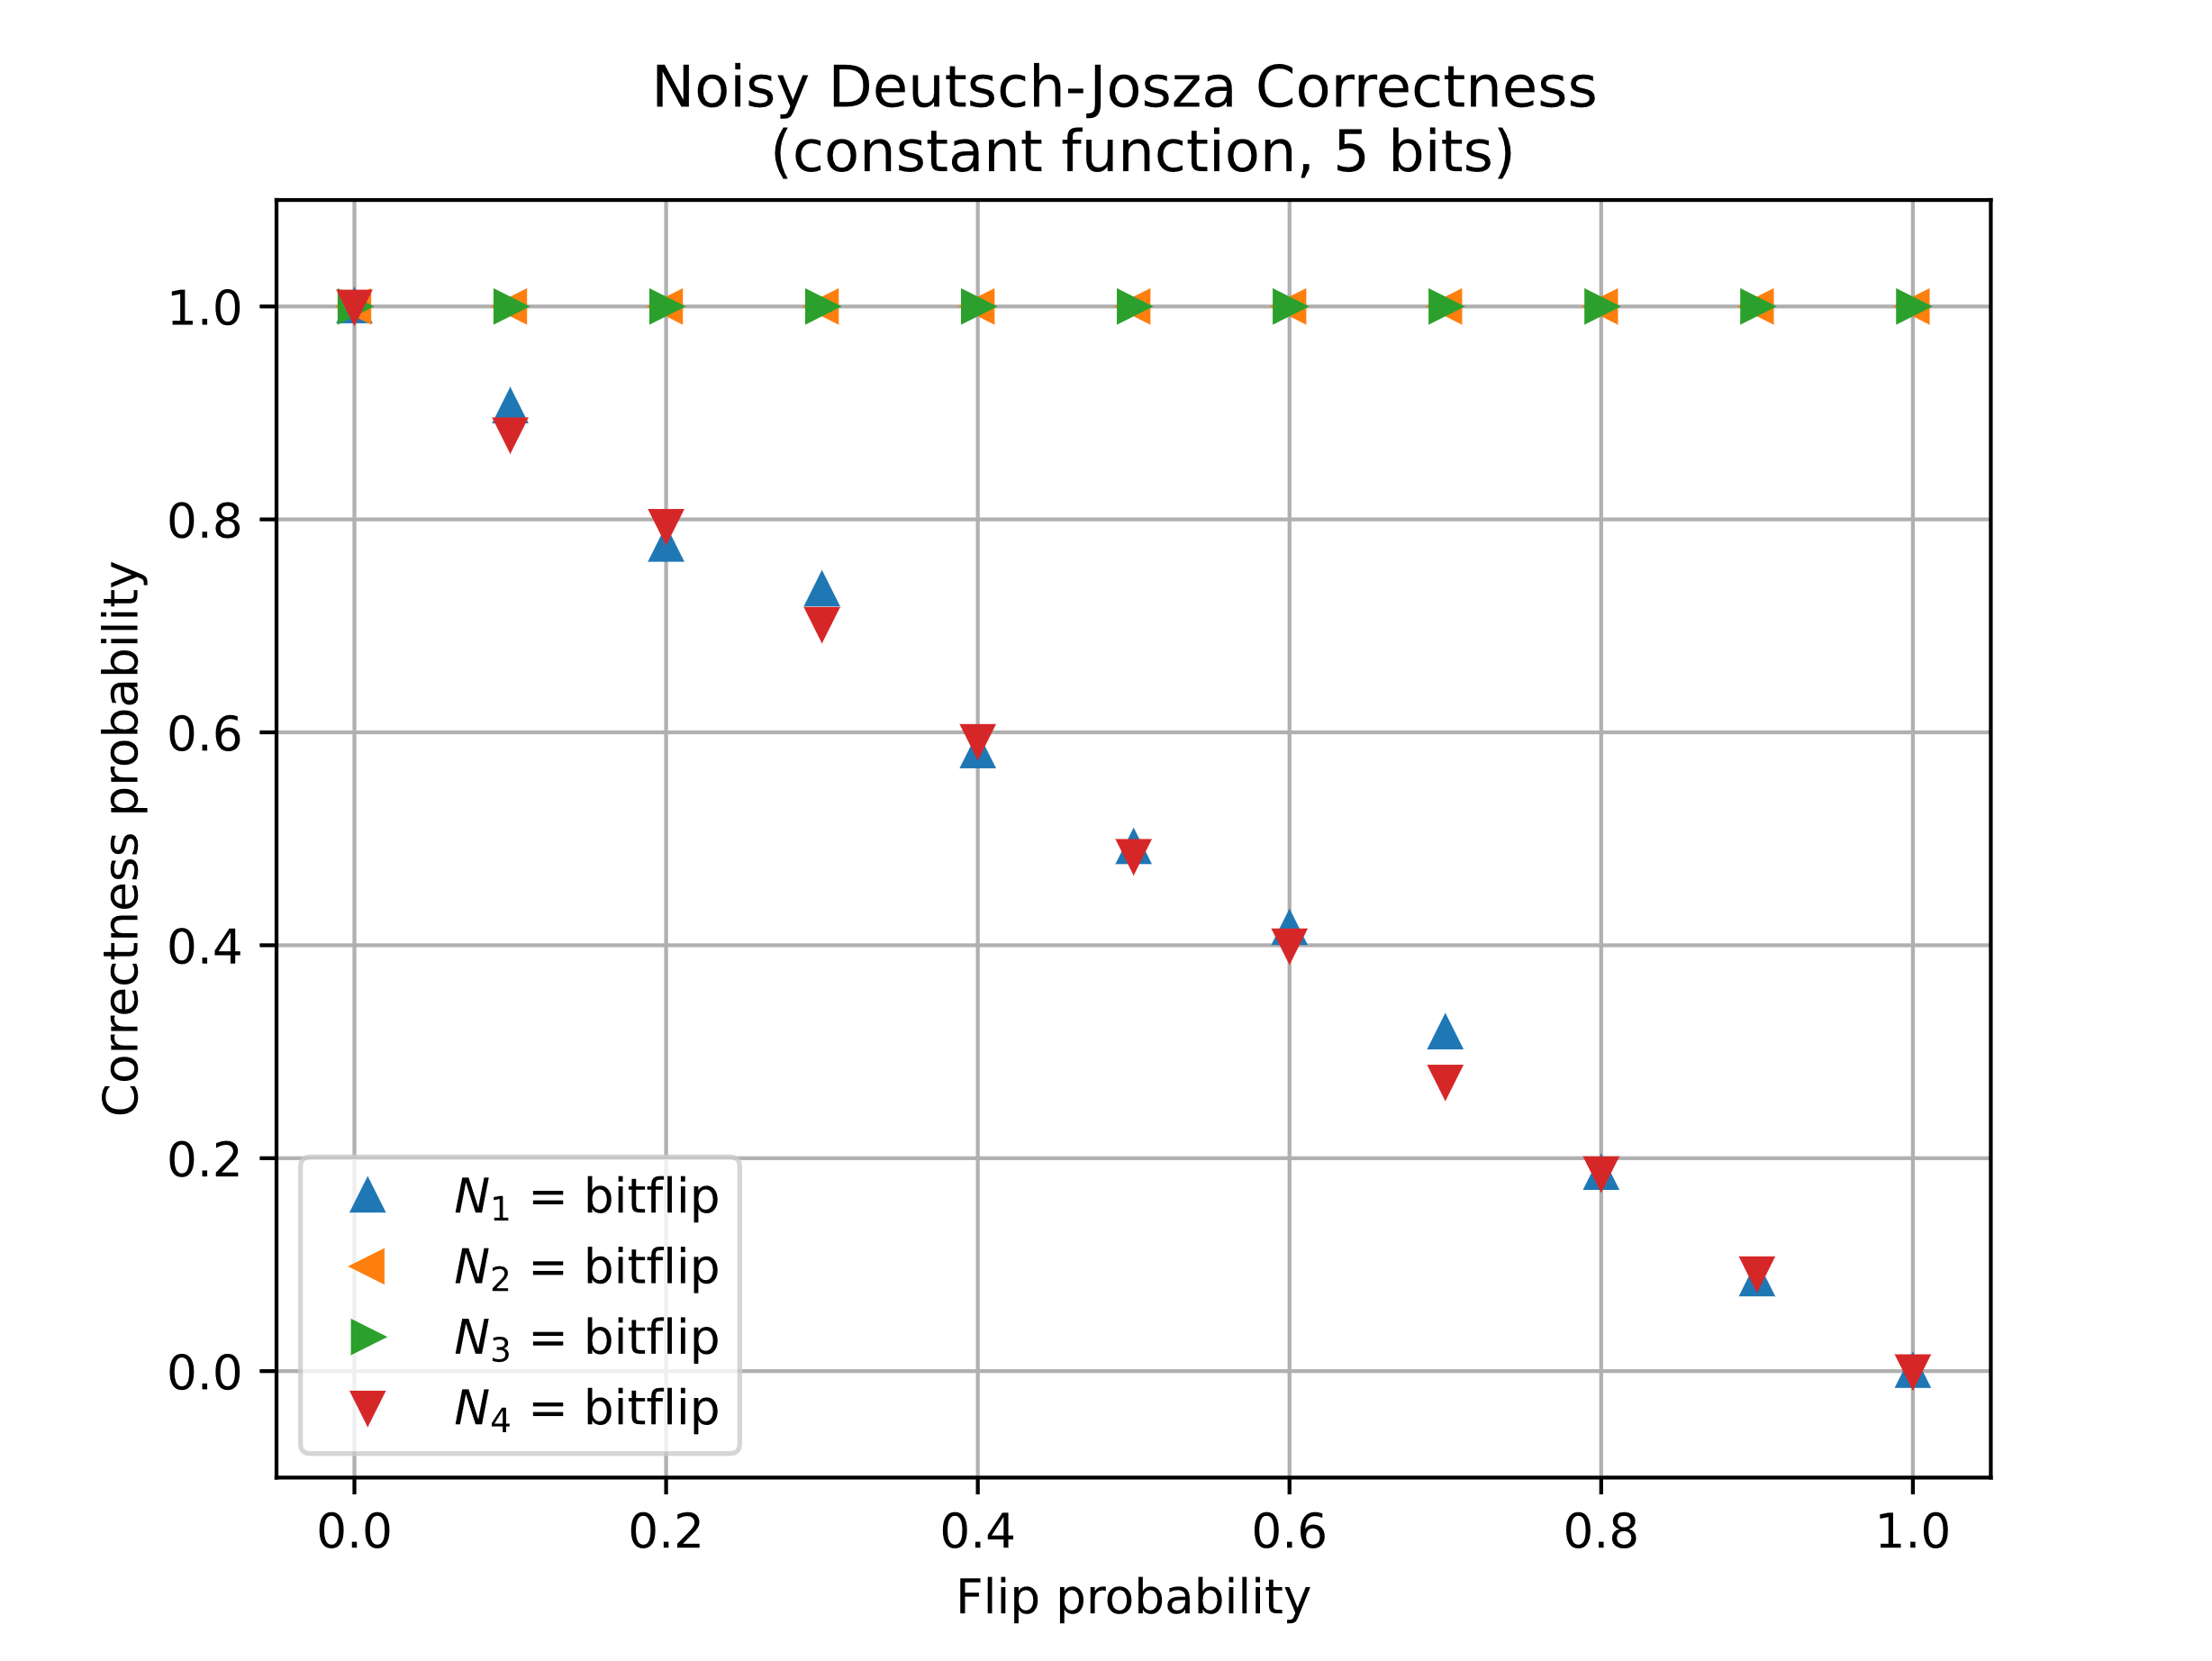 Noisy Deutsch-Josza Correctness
(constant function, 5 bits)
Correctness probability
1.0
0.8
0.6
0.4
0.2
0.0
N₁ = bitflip
N₂ = bitflip
N₃ = bitflip
N₄ = bitflip
0.0 0.2 0.4 0.6 0.8 1.0
Flip probability